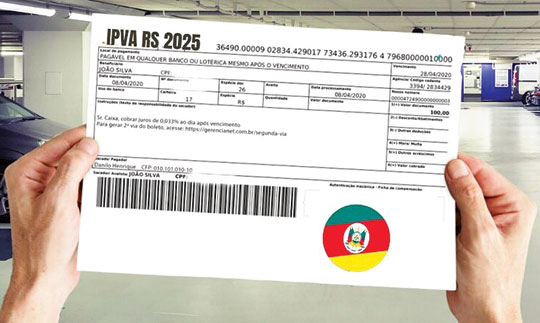 IPVA RS 2025
36490.00009 02834.429017 73436.293176 4 79680000010000
Local de pagamento
PAGÁVEL EM QUALQUER BANCO OU LOTÉRICA MESMO APÓS O VENCIMENTO
Vencimento
28/04/2020
Beneficiário
JOÃO SILVA CPF:
Agência/ Código cedente
3394/ 2834429
Data documento
08/04/2020
Espécie doc
26
Aceite
Data processamento
08/04/2020
Nosso número
Uso do banco
Carteira
17
Espécie
R$
Quantidade
Valor documento
(=) Valor documento
100,00
Instruções (texto de responsabilidade do cedente)
(-) Desconto/Abatimentos
Sr. Caixa, cobrar juros de 0,033% ao dia após vencimento
(-) Outras deduções
Para gerar 2ª via do boleto, acesse: https://gerencianet.com.br/segunda-via
(+) Mora/ Multa
(+) Outros acréscimos
(=) Valor cobrado
Sacado/ Pagador
Danilo Henrique CFP 010.101.010-10
Sacador/ Avalista JOÃO SILVA CPF:
Autenticação mecânica - Ficha de compensação